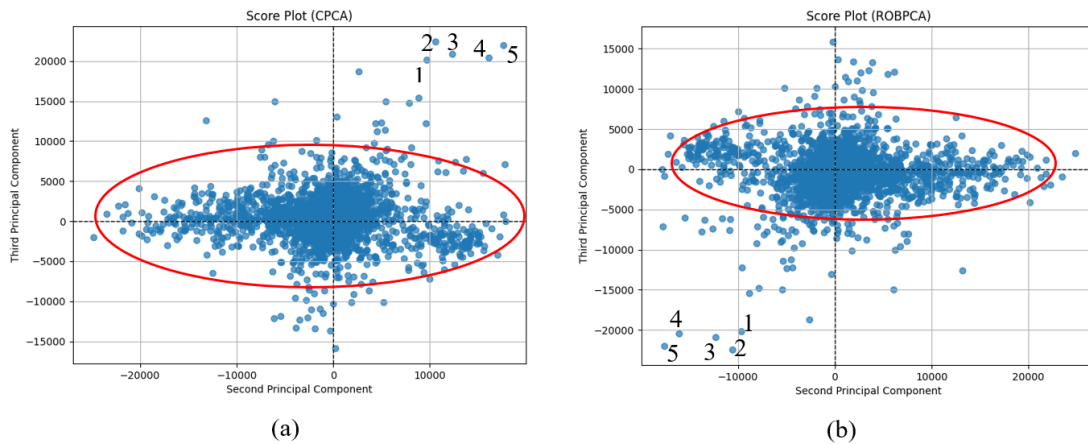 Score Plot (CPCA)
2 3 4 5
1
20000
15000
10000
5000
0
−5000
−10000
−15000
Third Principal Component
−20000 −10000 0 10000
Second Principal Component
(a)
Score Plot (ROBPCA)
15000
10000
5000
0
−5000
−10000
−15000
−20000
Third Principal Component
4 1
5 3 2
−10000 0 10000 20000
Second Principal Component
(b)